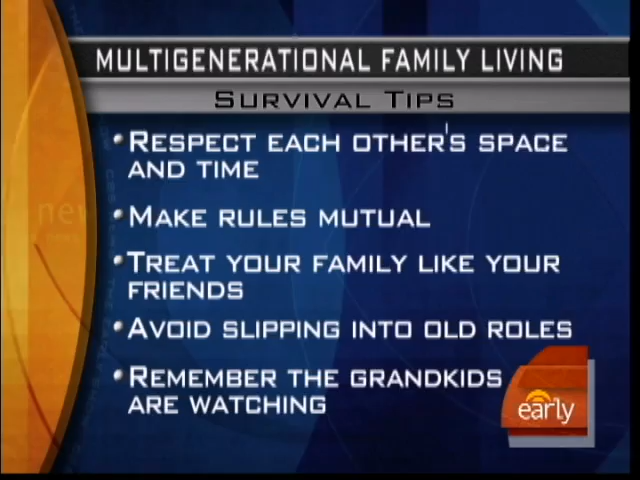 MULTIGENERATIONAL FAMILY LIVING
SURVIVAL TIPS
• RESPECT EACH OTHER'S SPACE
AND TIME
• MAKE RULES MUTUAL
• TREAT YOUR FAMILY LIKE YOUR
FRIENDS
• AVOID SLIPPING INTO OLD ROLES
• REMEMBER THE GRANDKIDS
ARE WATCHING
early